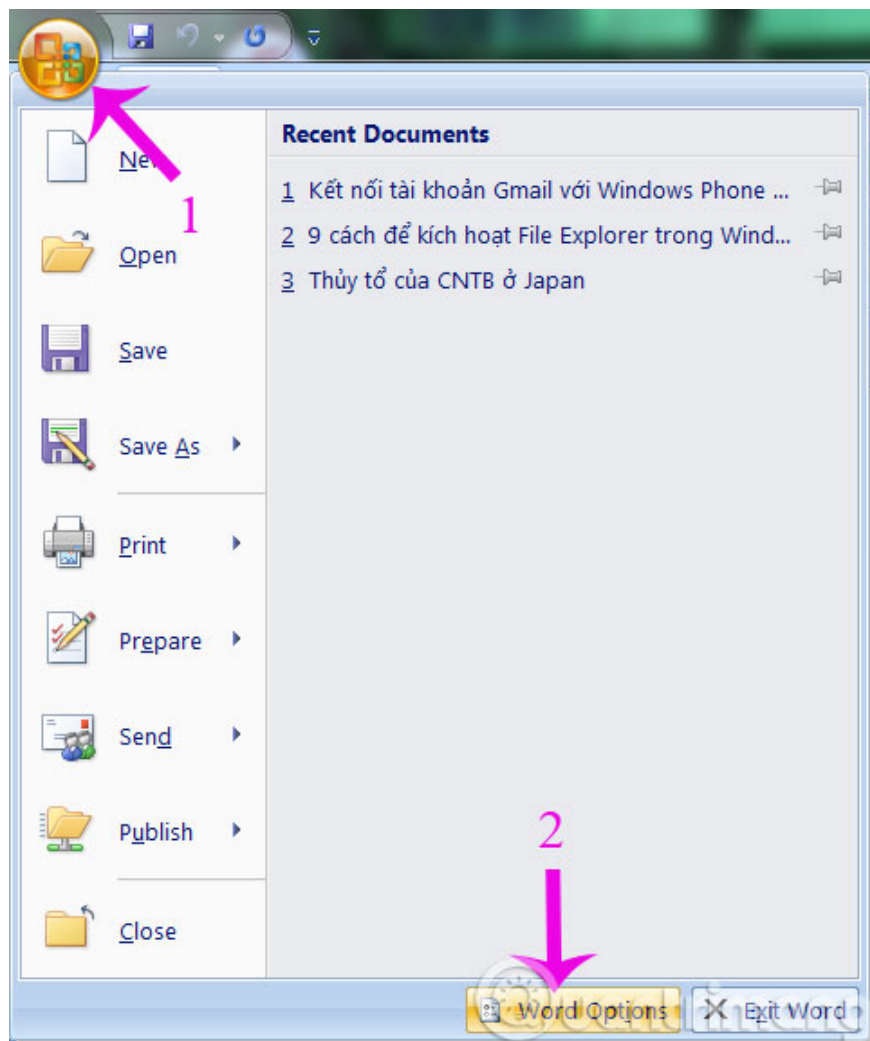 Recent Documents
New
1 Kết nối tài khoản Gmail với Windows Phone ...
2 9 cách để kích hoạt File Explorer trong Wind...
3 Thủy tổ của CNTB ở Japan
1
Open
Save
Save As
Print
Prepare
Send
Publish
2
Close
Word Options
Exit Word